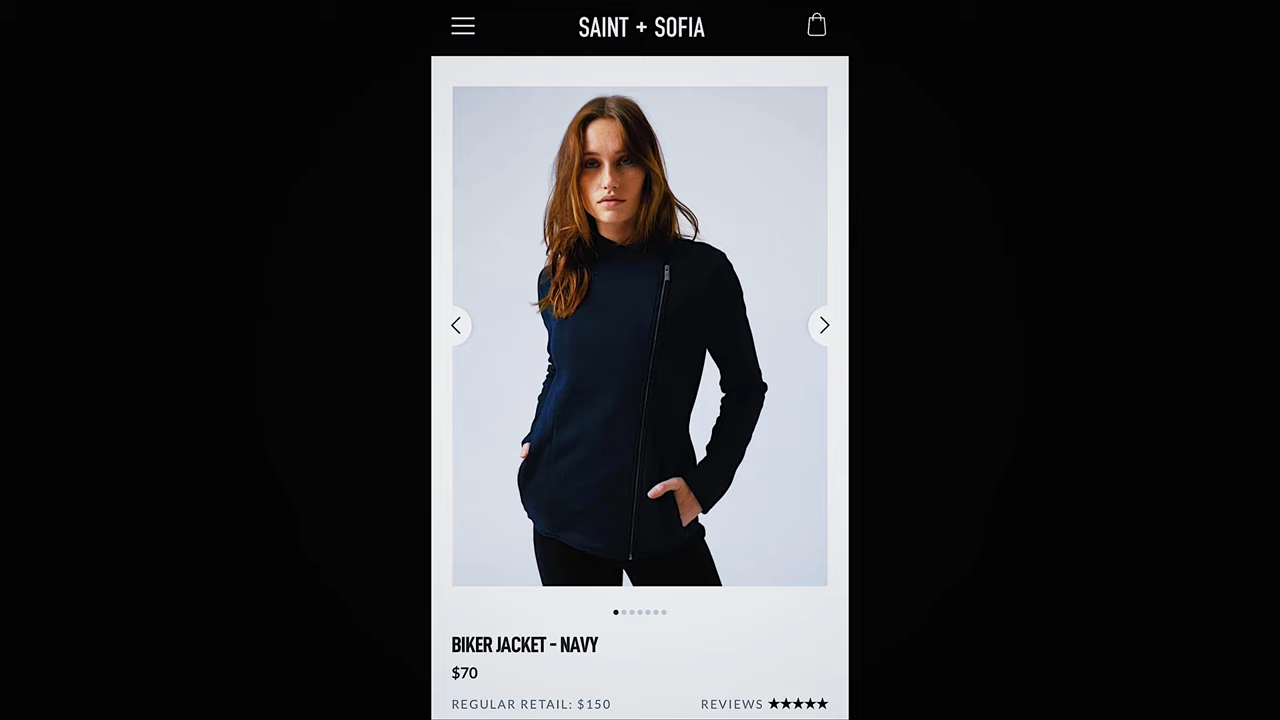 SAINT + SOFIA
BIKER JACKET - NAVY
$70
REGULAR RETAIL: $150
REVIEWS ★★★★★